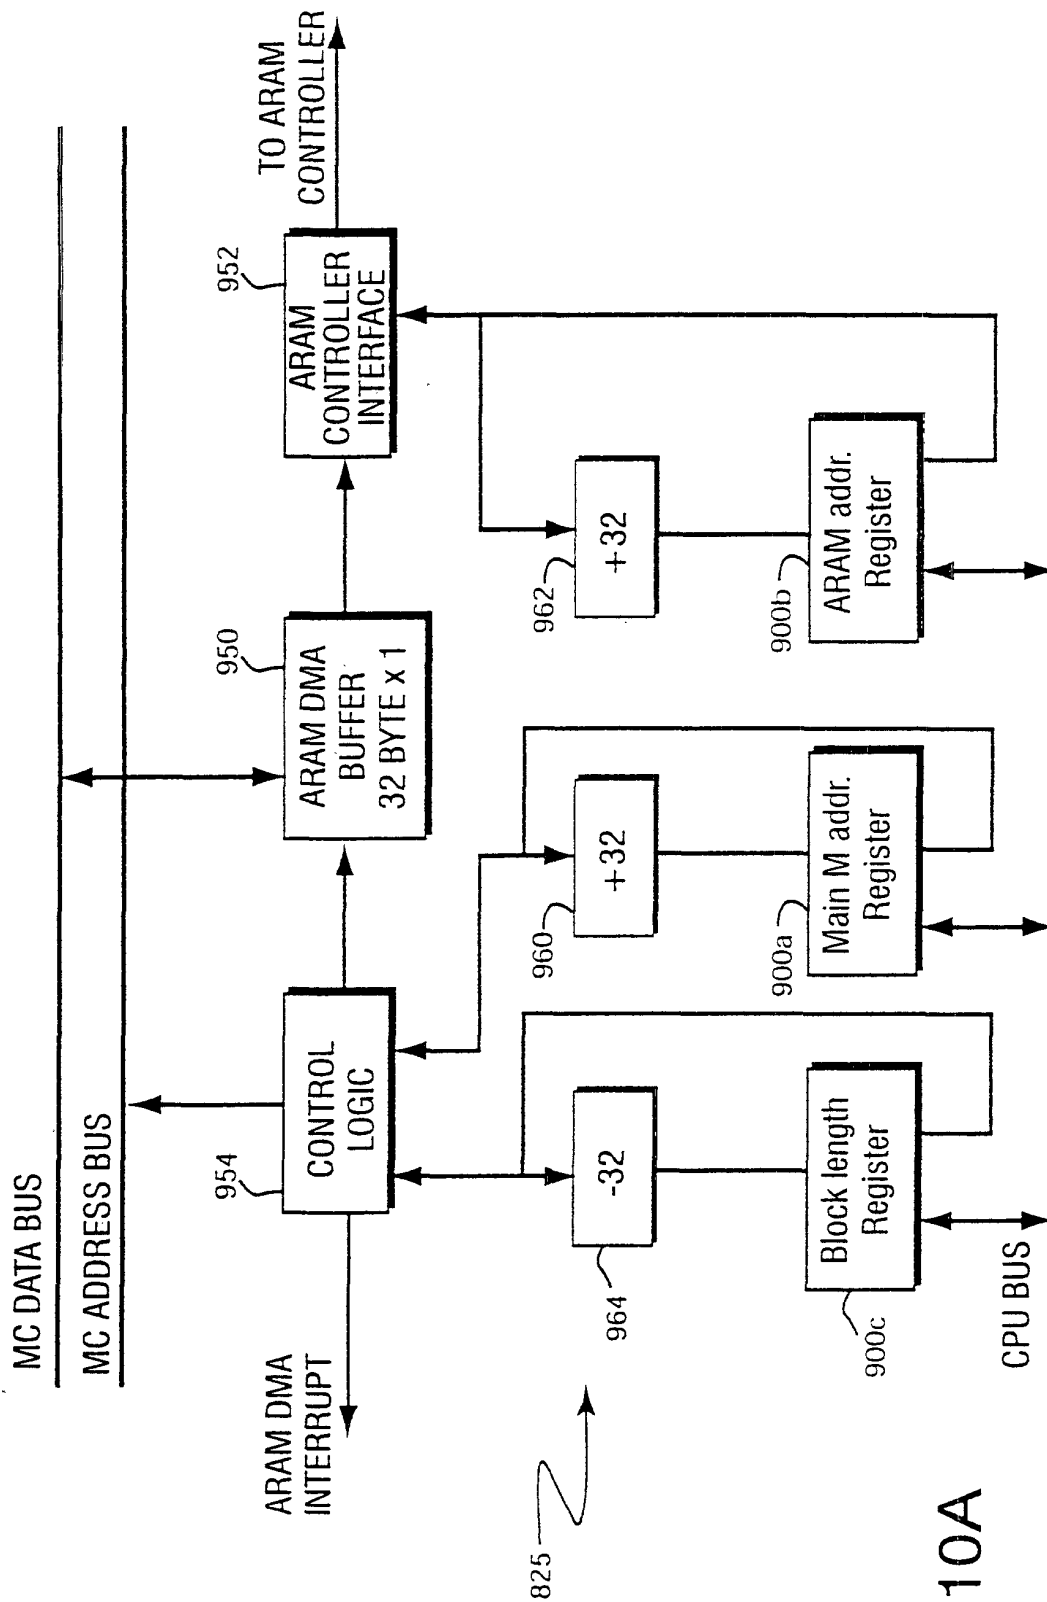 MC DATA BUS
MC ADDRESS BUS
ARAM DMA
INTERRUPT
954
CONTROL
LOGIC
950
ARAM DMA
BUFFER
32 BYTE x 1
952
ARAM
CONTROLLER
INTERFACE
TO ARAM
CONTROLLER
825
964
-32
960
+32
962
+32
900c
Block length
Register
900a
Main M addr.
Register
900b
ARAM addr.
Register
CPU BUS
10A